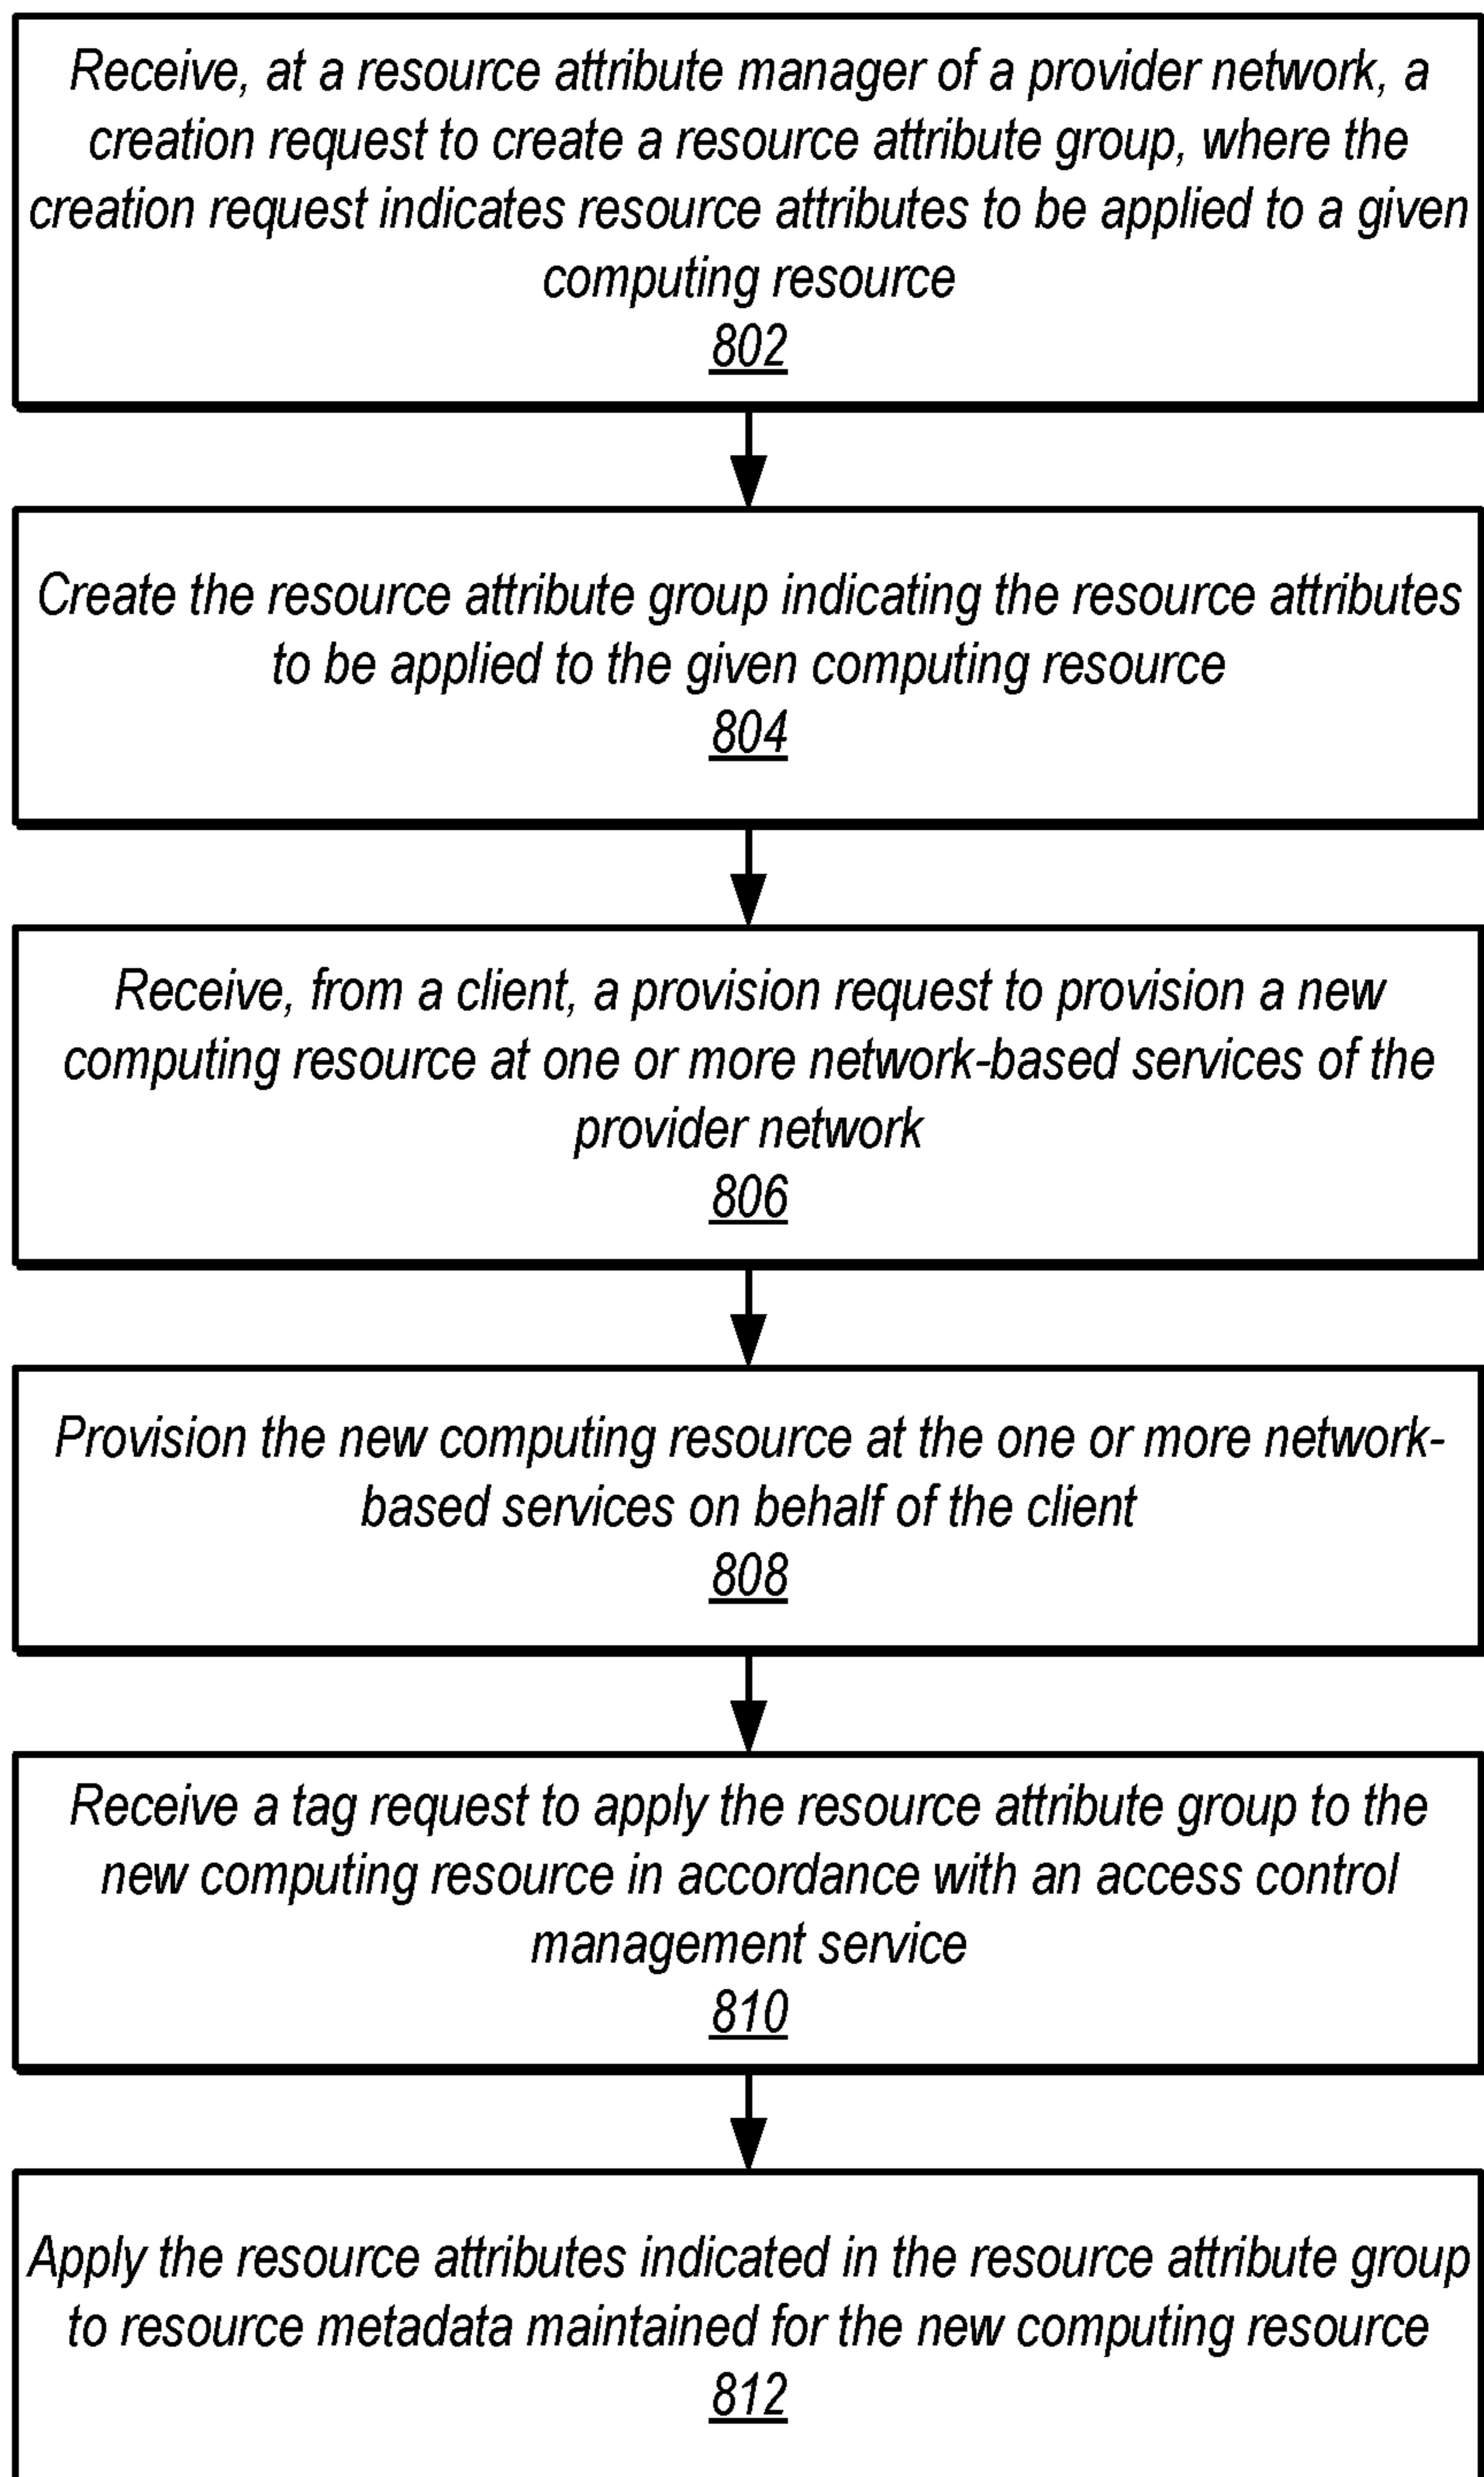 Receive, at a resource attribute manager of a provider network, a
creation request to create a resource attribute group, where the
creation request indicates resource attributes to be applied to a given
computing resource
802
Create the resource attribute group indicating the resource attributes
to be applied to the given computing resource
804
Receive, from a client, a provision request to provision a new
computing resource at one or more network-based services of the
provider network
806
Provision the new computing resource at the one or more network-
based services on behalf of the client
808
Receive a tag request to apply the resource attribute group to the
new computing resource in accordance with an access control
management service
810
Apply the resource attributes indicated in the resource attribute group
to resource metadata maintained for the new computing resource
812